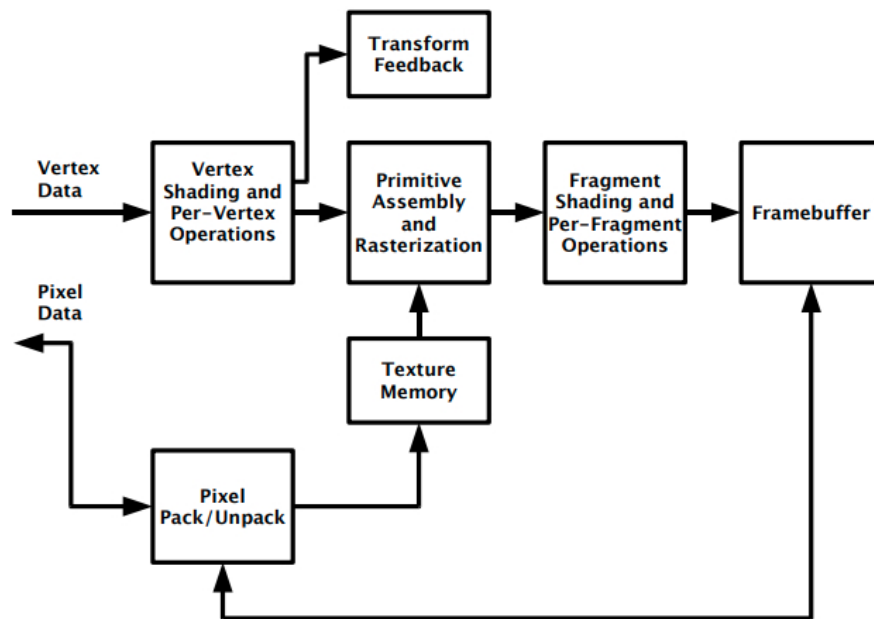 Transform
Feedback
Vertex
Data
Vertex
Shading and
Per-Vertex
Operations
Primitive
Assembly
and
Rasterization
Fragment
Shading and
Per-Fragment
Operations
Framebuffer
Pixel
Data
Texture
Memory
Pixel
Pack/Unpack